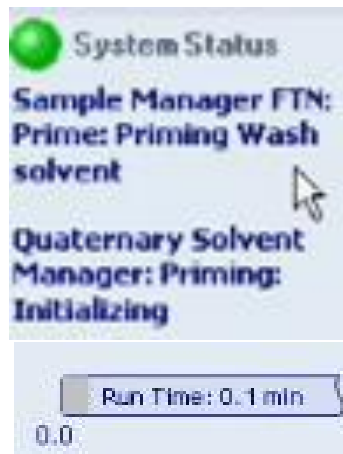 System Status
Sample Manager FTN:
Prime: Priming Wash
solvent
Quaternary Solvent
Manager: Priming:
Initializing
Run Time: 0.1 min
0.0